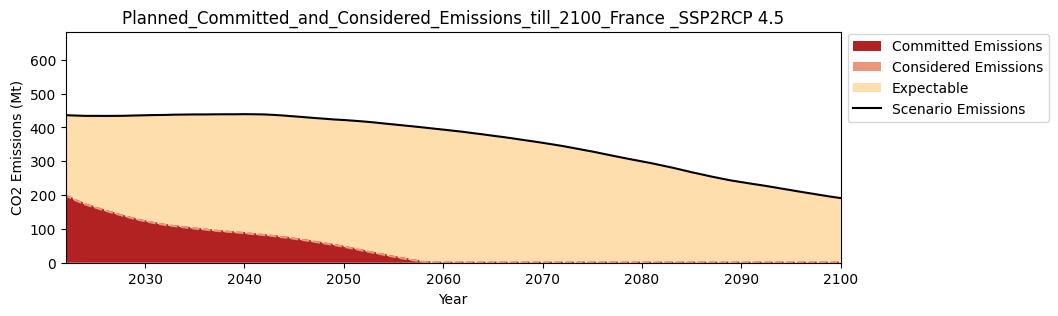 Planned_Committed_and_Considered_Emissions_till_2100_France _SSP2RCP 4.5
CO2 Emissions (Mt)
600
500
400
300
200
100
0
2030 2040 2050 2060 2070 2080 2090 2100
Year
Committed Emissions
Considered Emissions
Expectable
Scenario Emissions